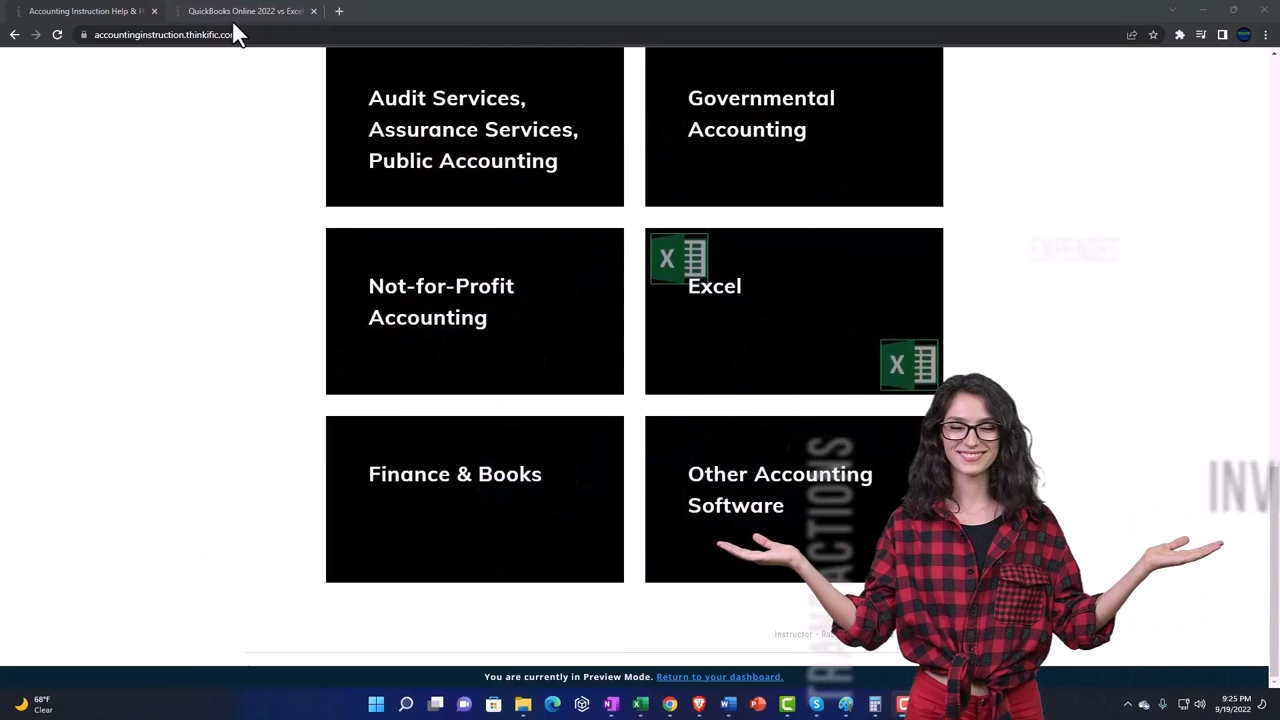 Accounting Instruction Help & H
QuickBooks Online 2022 vs Excel
accountinginstruction.thinkific.com
Audit Services,
Assurance Services,
Public Accounting
Governmental
Accounting
Not-for-Profit
Accounting
Excel
Finance & Books
Other Accounting
Software
INV
Instructor -
You are currently in Preview Mode. Return to your dashboard.
68°F
Clear
9:25 PM
9/19/2022